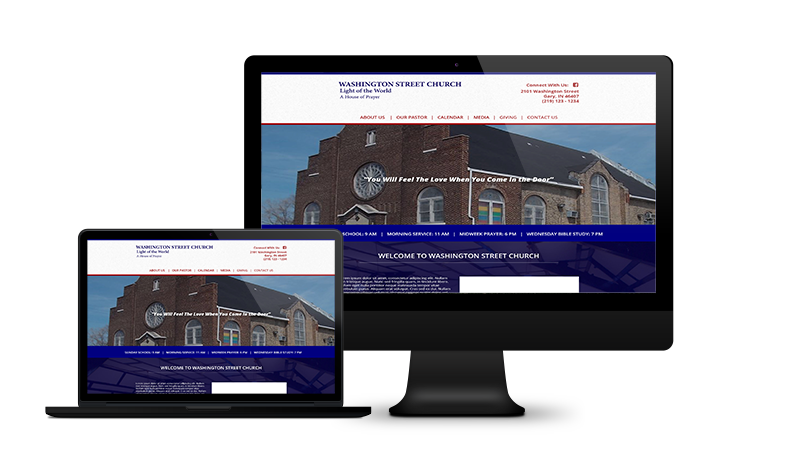 WASHINGTON STREET CHURCH
Light of the World
A House of Prayer
Connect With Us:
2101 Washington Street
Gary, IN 46407
(219) 123 - 1234
ABOUT US | OUR PASTOR | CALENDAR | MEDIA | GIVING | CONTACT US
"You Will Feel The Love When You Come In the Door"
SCHOOL: 9 AM | MORNING SERVICE: 11 AM | MIDWEEK PRAYER: 6 PM | WEDNESDAY BIBLE STUDY: 7 PM
WELCOME TO WASHINGTON STREET CHURCH
WASHINGTON STREET CHURCH
Light of the World
A House of Prayer
Connect With Us:
2101 Washington Street
Gary, IN 46407
(219) 123 - 1234
ABOUT US | OUR PASTOR | CALENDAR | MEDIA | GIVING | CONTACT US
"You Will Feel The Love When You Come In the Door"
SUNDAY SCHOOL: 9 AM | MORNING SERVICE: 11 AM | MIDWEEK PRAYER: 6 PM | WEDNESDAY BIBLE STUDY: 7 PM
WELCOME TO WASHINGTON STREET CHURCH